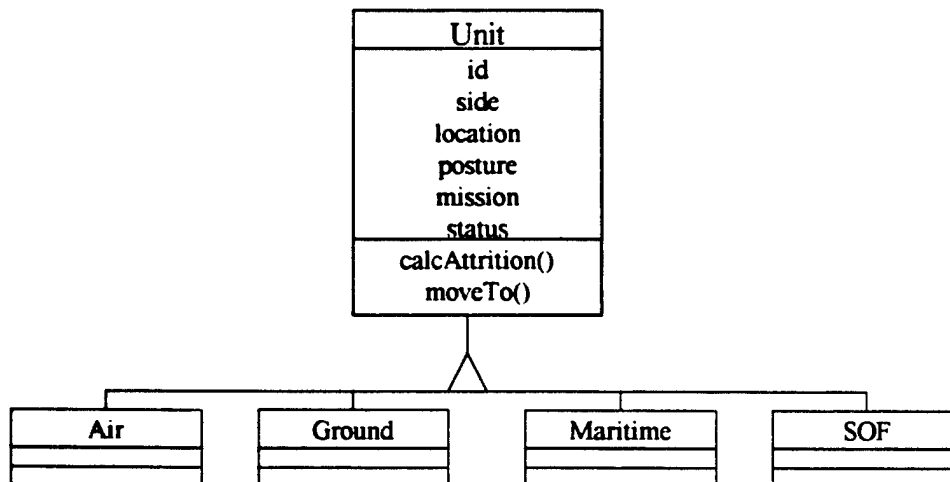 Unit
id
side
location
posture
mission
status
calcAttrition()
moveTo()
Air Ground Maritime SOF